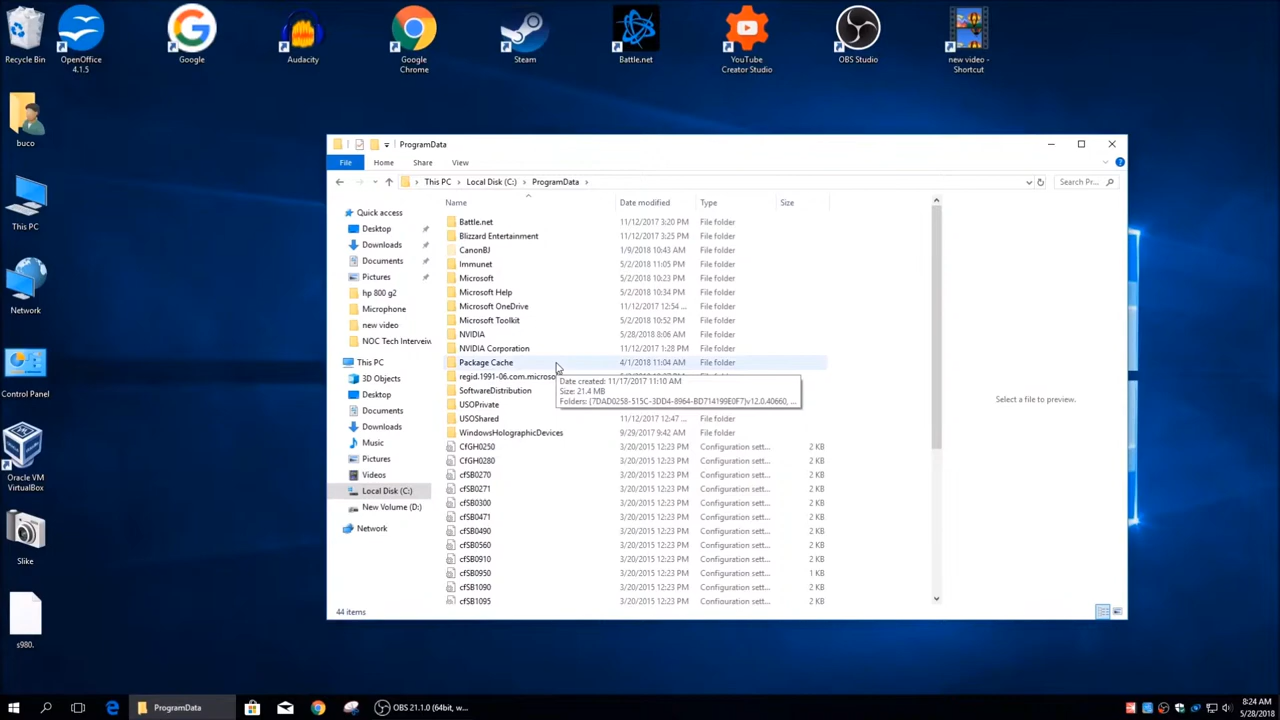 Recycle Bin
OpenOffice
4.1.5
Google
Audacity
Google
Chrome
Steam
Battle.net
YouTube
Creator Studio
OBS Studio
new video -
Shortcut
buco
This PC
Network
Control Panel
Oracle VM
VirtualBox
Slike
s980.
ProgramData
File Home Share View
This PC > Local Disk (C:) > ProgramData >
Search Pr...
Name Date modified Type Size
Quick access
Desktop
Downloads
Documents
Pictures
hp 800 g2
Microphone
new video
NOC Tech Interveiw
This PC
3D Objects
Desktop
Documents
Downloads
Music
Pictures
Videos
Local Disk (C:)
New Volume (D:)
Network
Battle.net 11/12/2017 3:20 PM File folder
Blizzard Entertainment 11/12/2017 3:25 PM File folder
CanonBJ 1/9/2018 10:43 AM File folder
Immunet 5/2/2018 11:05 PM File folder
Microsoft 5/2/2018 10:23 PM File folder
Microsoft Help 5/2/2018 10:34 PM File folder
Microsoft OneDrive 11/12/2017 12:54 ... File folder
Microsoft Toolkit 5/2/2018 10:52 PM File folder
NVIDIA 5/28/2018 8:06 AM File folder
NVIDIA Corporation 11/12/2017 1:28 PM File folder
Package Cache 4/1/2018 11:04 AM File folder
regid.1991-06.com.microso
SoftwareDistribution
USOPrivate
USOShared 11/12/2017 12:47 ... File folder
WindowsHolographicDevices 9/29/2017 9:42 AM File folder
CfGH0250 3/20/2015 12:23 PM Configuration sett... 2 KB
CfGH0280 3/20/2015 12:23 PM Configuration sett... 2 KB
cfSB0270 3/20/2015 12:23 PM Configuration sett... 2 KB
cfSB0271 3/20/2015 12:23 PM Configuration sett... 2 KB
cfSB0300 3/20/2015 12:23 PM Configuration sett... 2 KB
cfSB0471 3/20/2015 12:23 PM Configuration sett... 2 KB
cfSB0490 3/20/2015 12:23 PM Configuration sett... 2 KB
cfSB0560 3/20/2015 12:23 PM Configuration sett... 2 KB
cfSB0910 3/20/2015 12:23 PM Configuration sett... 2 KB
cfSB0950 3/20/2015 12:23 PM Configuration sett... 1 KB
cfSB1090 3/20/2015 12:23 PM Configuration sett... 2 KB
cfSB1095 3/20/2015 12:23 PM Configuration sett... 2 KB
Date created: 11/17/2017 11:10 AM
Size: 21.4 MB
Folders: {7DAD0258-515C-3DD4-8964-BD714199E0F7}v12.0.40660, ...
Select a file to preview.
44 items
ProgramData
OBS 21.1.0 (64bit, w...
8:24 AM
5/28/2018